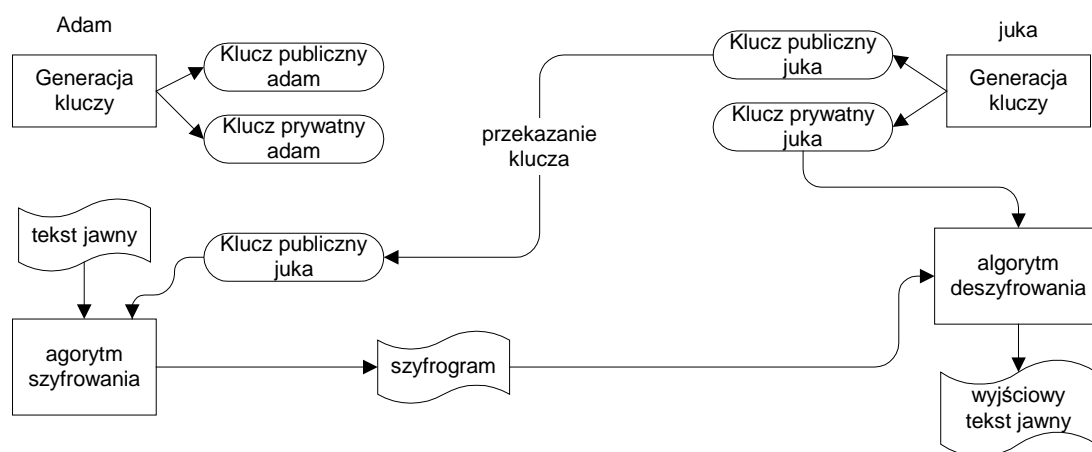 Adam
juka
Generacja
kluczy
Klucz publiczny
adam
Klucz prywatny
adam
Klucz publiczny
juka
Klucz prywatny
juka
Generacja
kluczy
przekazanie
klucza
tekst jawny
Klucz publiczny
juka
algorytm
deszyfrowania
agorytm
szyfrowania
szyfrogram
wyjściowy
tekst jawny